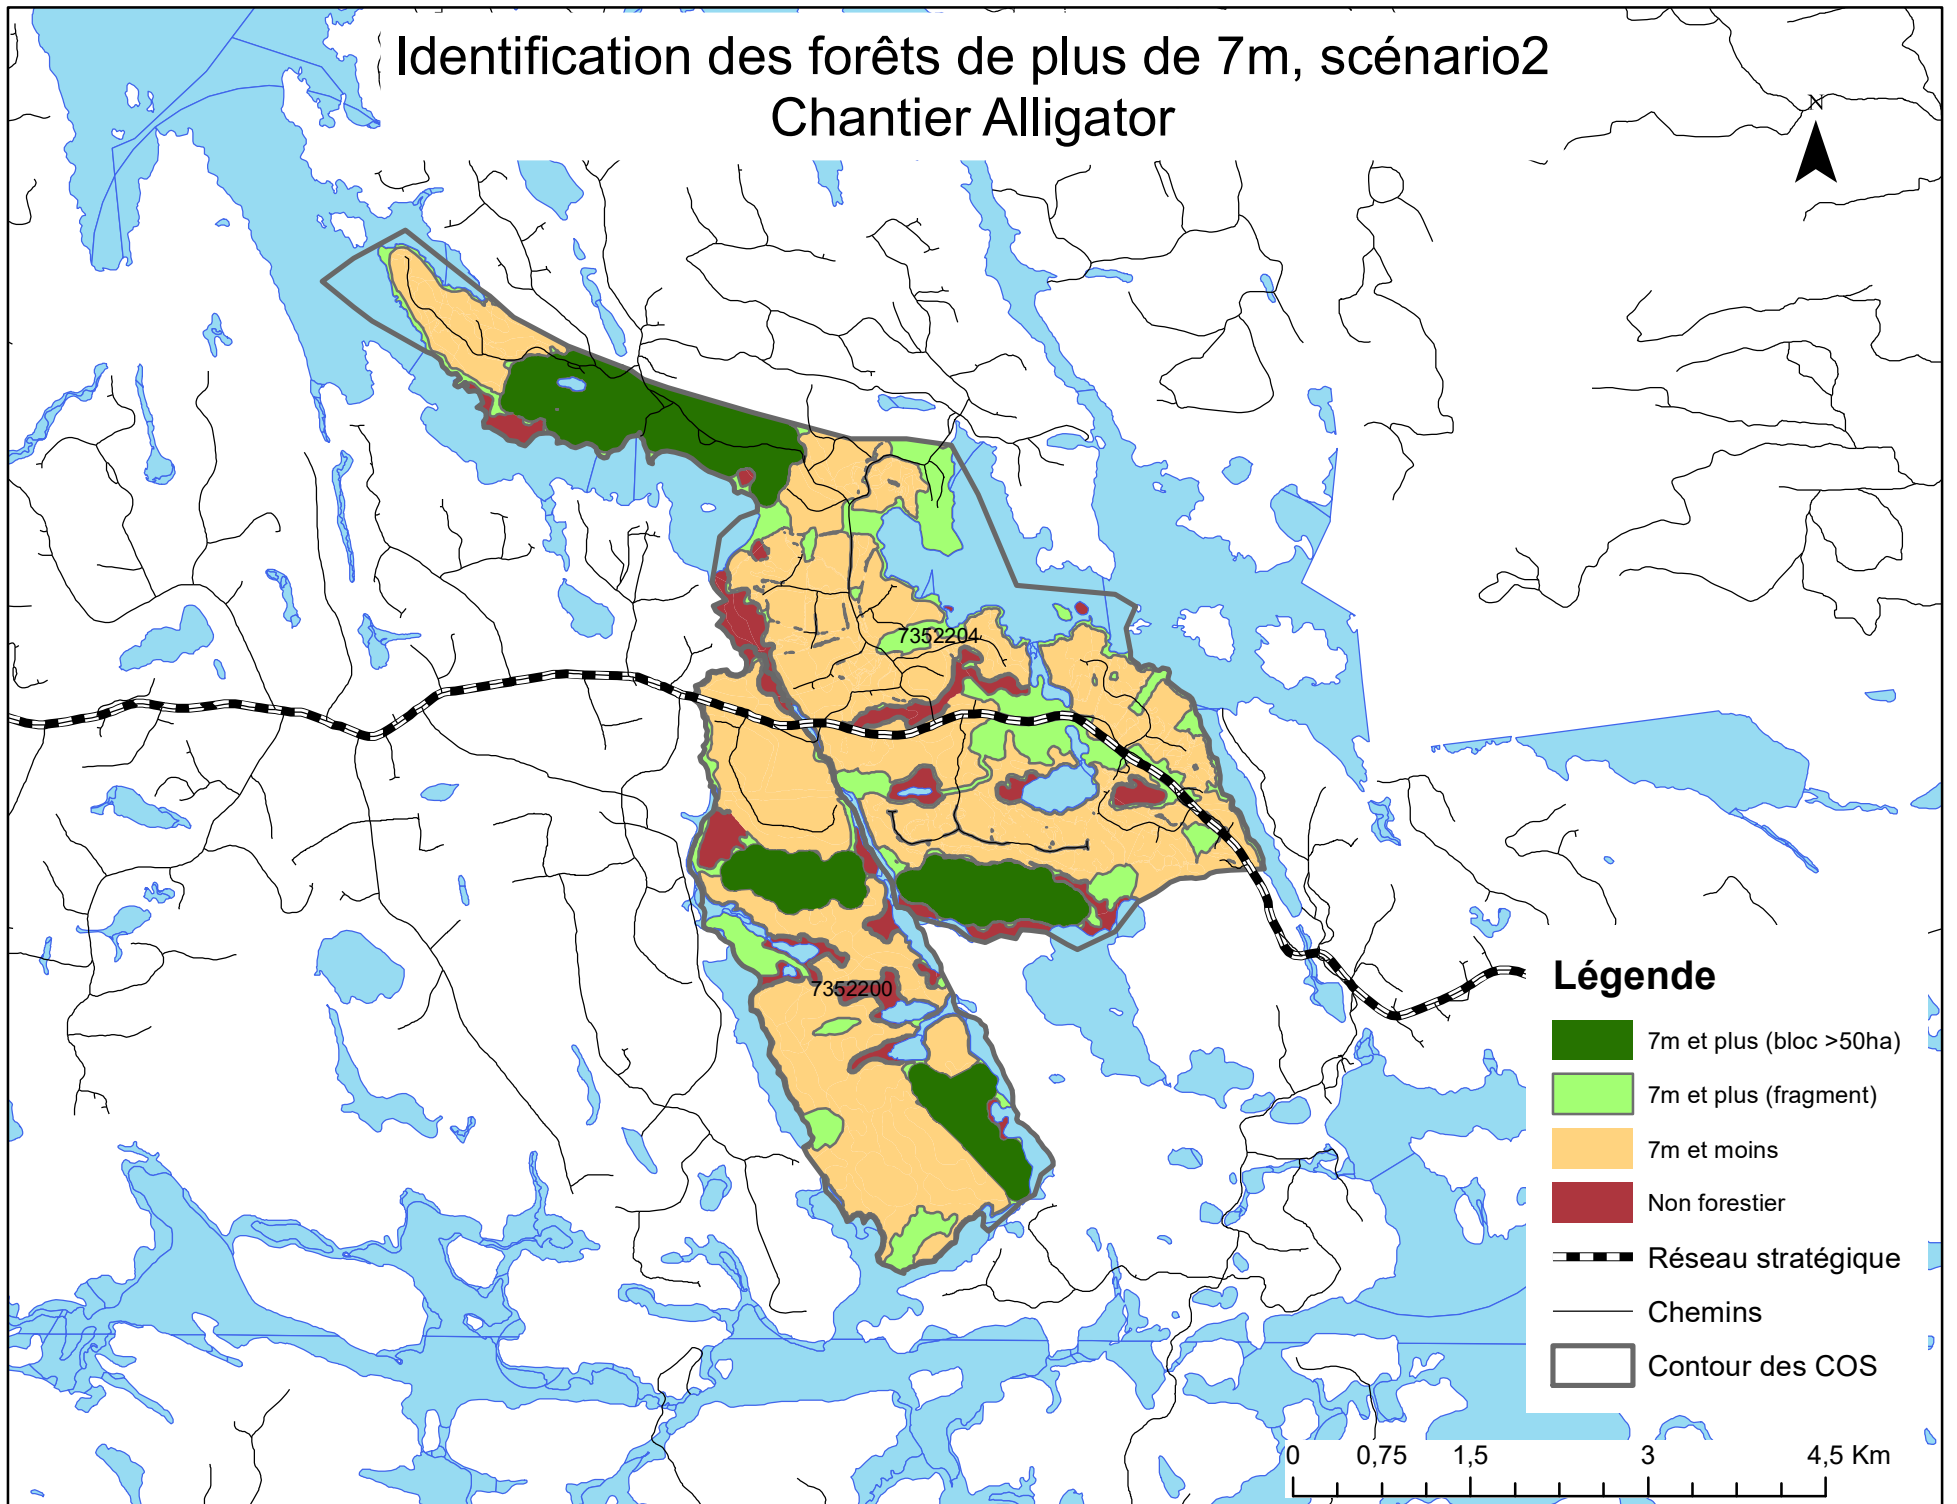 Identification des forêts de plus de 7m, scénario2
Chantier Alligator
N
7352204
7352200
Légende
7m et plus (bloc >50ha)
7m et plus (fragment)
7m et moins
Non forestier
Réseau stratégique
Chemins
Contour des COS
0 0,75 1,5 3 4,5 Km